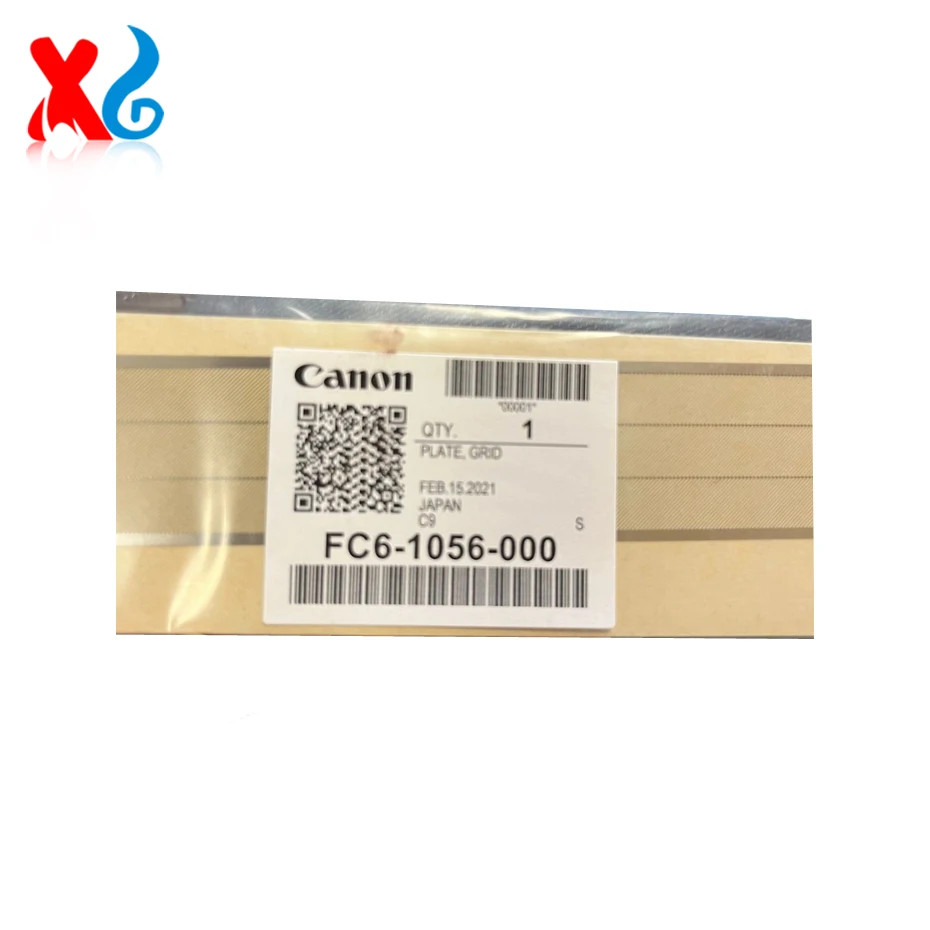 Canon
*00001*
QTY. 1
PLATE, GRID
FEB.15.2021
JAPAN
C9 S
FC6-1056-000